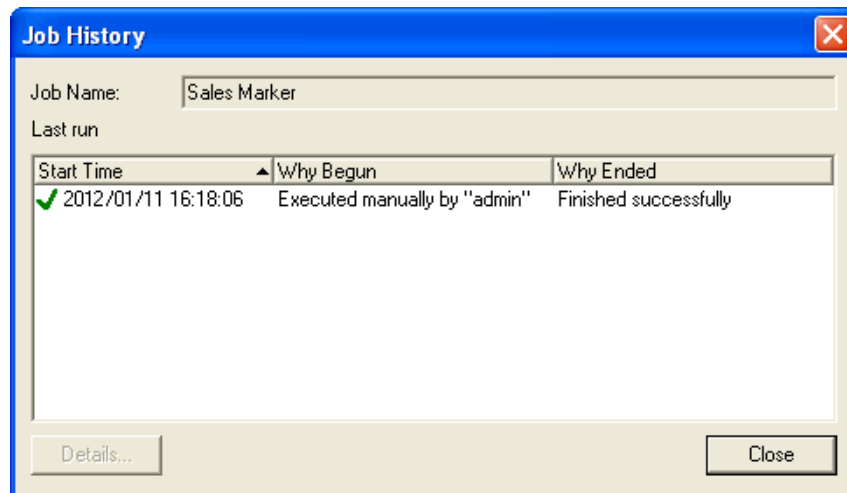 Job History
Job Name: Sales Marker
Last run
Start Time Why Begun Why Ended
2012/01/11 16:18:06 Executed manually by "admin" Finished successfully
Details... Close